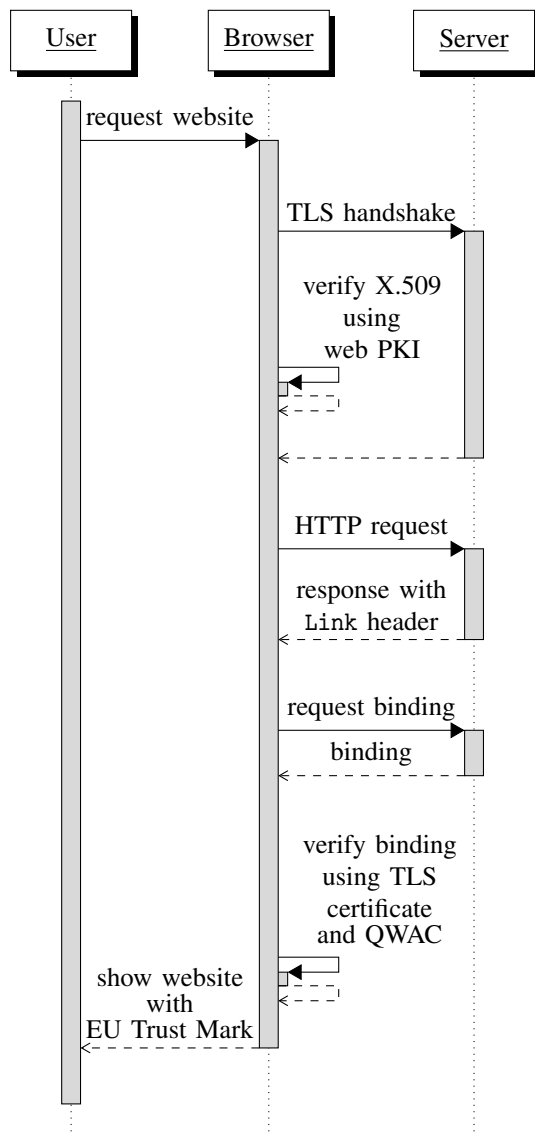 User
Browser
Server
request website
TLS handshake
verify X.509
using
web PKI
HTTP request
response with
Link header
request binding
binding
verify binding
using TLS
certificate
and QWAC
show website
with
EU Trust Mark